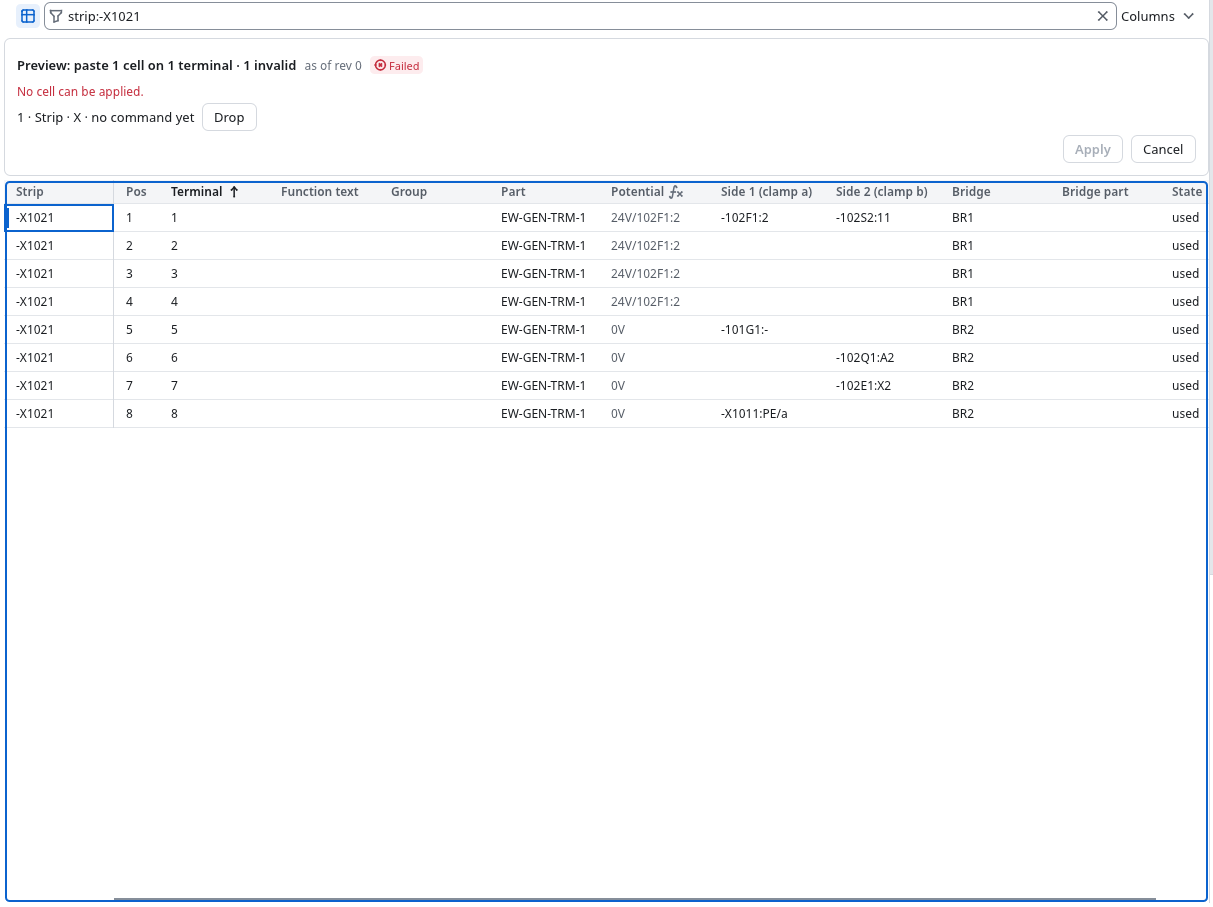 strip:-X1021 Columns
Preview: paste 1 cell on 1 terminal · 1 invalid as of rev 0 Failed
No cell can be applied.
1 · Strip · X · no command yet Drop
Apply Cancel
Strip Pos Terminal ↑ Function text Group Part Potential fx Side 1 (clamp a) Side 2 (clamp b) Bridge Bridge part State
-X1021 1 1 EW-GEN-TRM-1 24V/102F1:2 -102F1:2 -102S2:11 BR1 used
-X1021 2 2 EW-GEN-TRM-1 24V/102F1:2 BR1 used
-X1021 3 3 EW-GEN-TRM-1 24V/102F1:2 BR1 used
-X1021 4 4 EW-GEN-TRM-1 24V/102F1:2 BR1 used
-X1021 5 5 EW-GEN-TRM-1 0V -101G1:- BR2 used
-X1021 6 6 EW-GEN-TRM-1 0V -102Q1:A2 BR2 used
-X1021 7 7 EW-GEN-TRM-1 0V -102E1:X2 BR2 used
-X1021 8 8 EW-GEN-TRM-1 0V -X1011:PE/a BR2 used